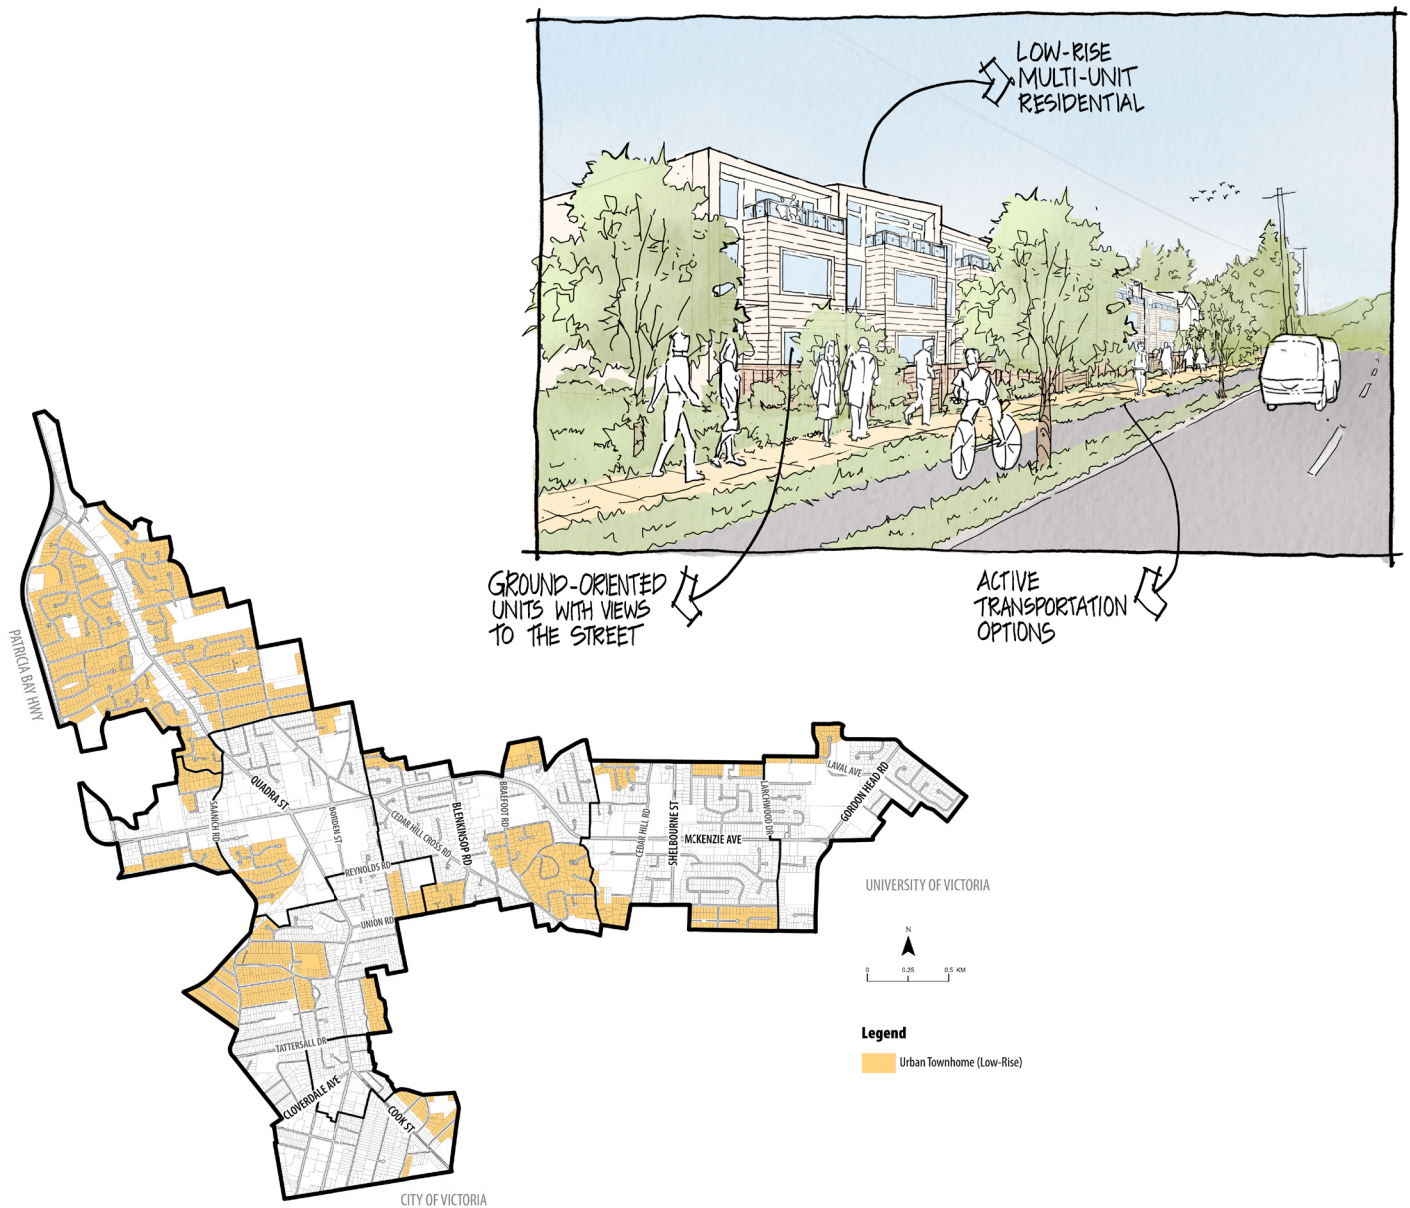 LOW-RISE
MULTI-UNIT
RESIDENTIAL
GROUND-ORIENTED
UNITS WITH VIEWS
TO THE STREET
ACTIVE
TRANSPORTATION
OPTIONS
PATRICIA BAY HWY
QUADRA ST
SAANICH RD
BORDEN ST
CEDAR HILL CROSS RD
BLENKINSOP RD
BRAEFOOT RD
REYNOLDS RD
UNION RD
CEDAR HILL RD
SHELBOURNE ST
MCKENZIE AVE
LARCHWOOD DR
LAVAL AVE
GORDON HEAD RD
UNIVERSITY OF VICTORIA
TATTERSALL DR
CLOVERDALE AVE
COOK ST
CITY OF VICTORIA
N
0 0.25 0.5 KM
Legend
Urban Townhome (Low-Rise)